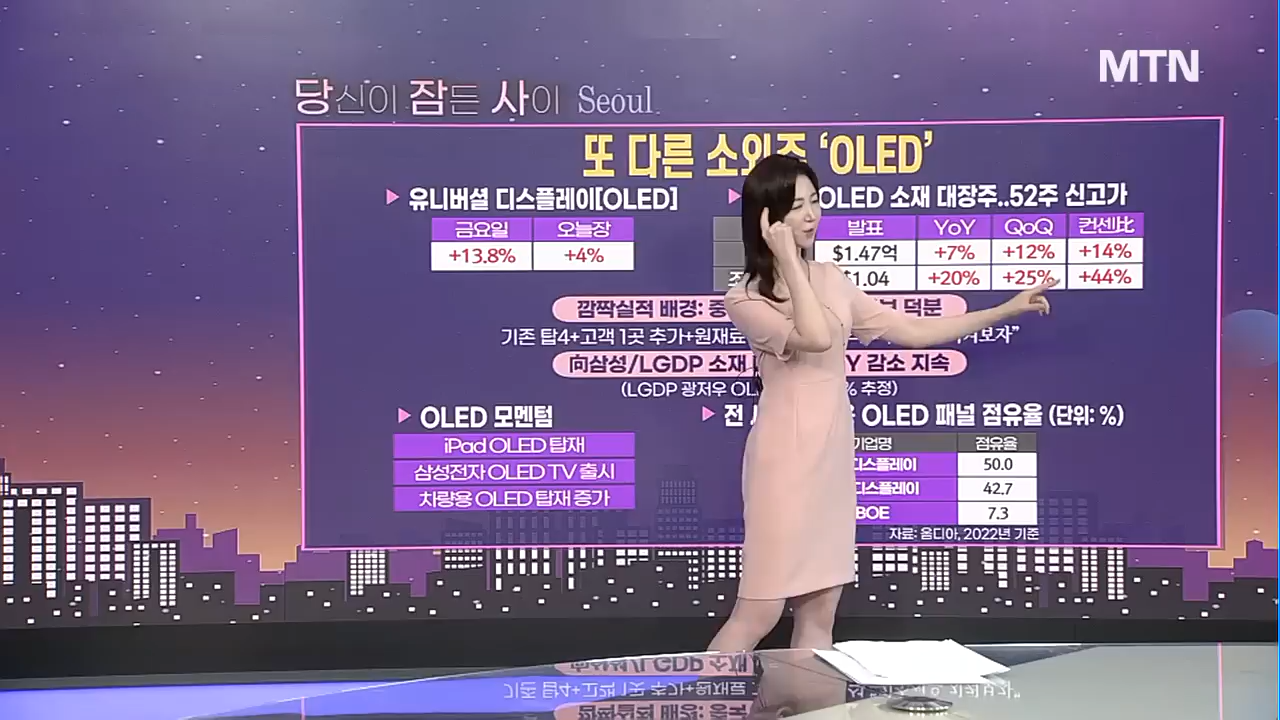 MTN
당신이 잠든 사이 Seoul
또 다른 소외주 ‘OLED’
▶ 유니버셜 디스플레이[OLED]
금요일 오늘장
+13.8% +4%
▶ OLED 소재 대장주..52주 신고가
발표 YoY QoQ 컨센比
$1.47억 +7% +12% +14%
$1.04 +20% +25% +44%
깜짝실적 배경: 덕분
기존 탑4+고객 1곳 추가+원재료
向삼성/LGDP 소재 감소 지속
(LGDP 광저우 % 추정)
▶ OLED 모멘텀
iPad OLED 탑재
삼성전자 OLED TV 출시
차량용 OLED 탑재 증가
▶ 전 OLED 패널 점유율 (단위: %)
기업명 점유율
디스플레이 50.0
디스플레이 42.7
BOE 7.3
자료: 옴디아, 2022년 기준